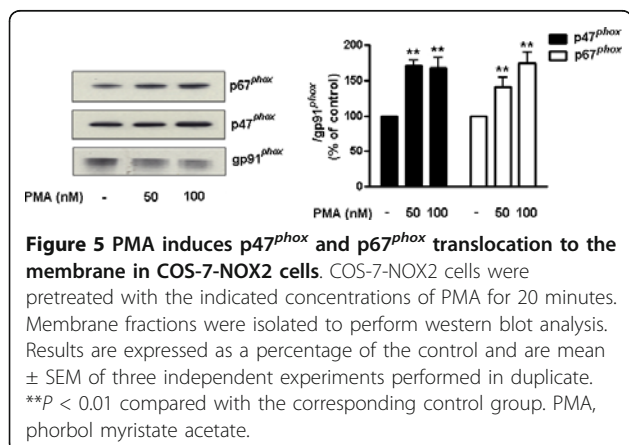 p67phox
p47phox
gp91phox
PMA (nM) - 50 100
p47phox
p67phox
/gp91phox
(% of control)
200
150
100
50
0
** ** ** **
- 50 100 - 50 100
PMA (nM)
Figure 5 PMA induces p47phox and p67phox translocation to the
membrane in COS-7-NOX2 cells. COS-7-NOX2 cells were
pretreated with the indicated concentrations of PMA for 20 minutes.
Membrane fractions were isolated to perform western blot analysis.
Results are expressed as a percentage of the control and are mean
± SEM of three independent experiments performed in duplicate.
**P < 0.01 compared with the corresponding control group. PMA,
phorbol myristate acetate.